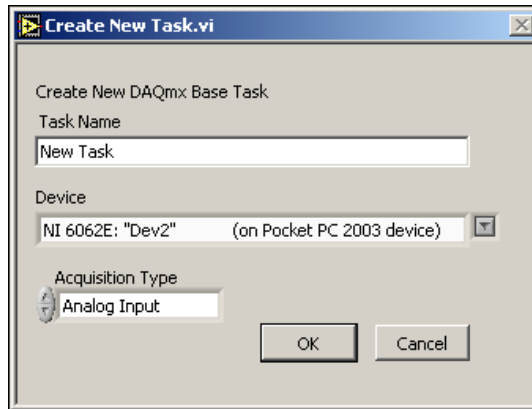 Create New Task.vi
Create New DAQmx Base Task
Task Name
New Task
Device
NI 6062E: "Dev2" (on Pocket PC 2003 device)
Acquisition Type
Analog Input
OK Cancel